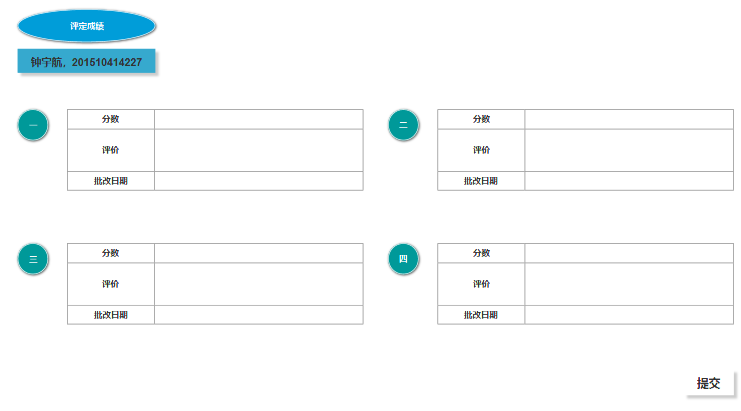 评定成绩
钟宇航，201510414227
一
分数
评价
批改日期
二
分数
评价
批改日期
三
分数
评价
批改日期
四
分数
评价
批改日期
提交